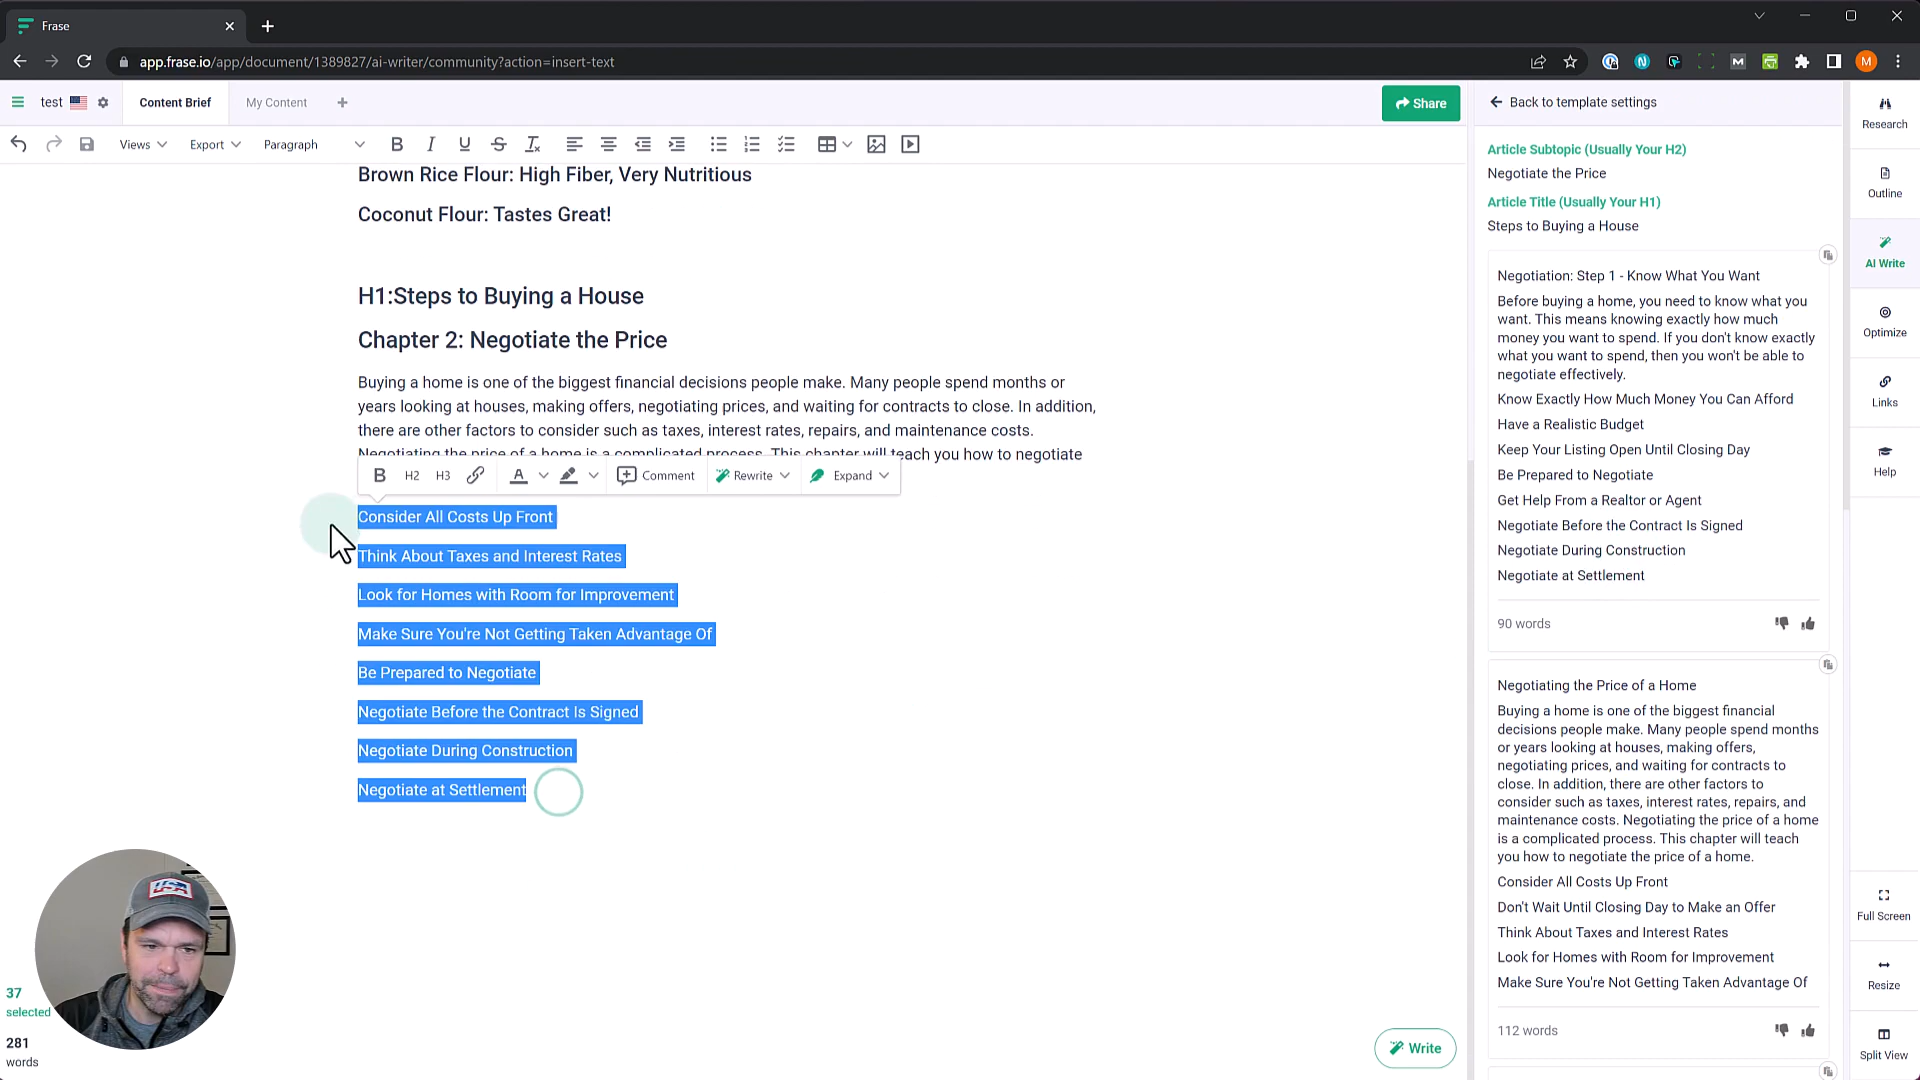 Frase
app.frase.io/app/document/1389827/ai-writer/community?action=insert-text
M
N
M
test
Content Brief
My Content
Share
Back to template settings
Research
Views
Export
Paragraph
Brown Rice Flour: High Fiber, Very Nutritious
Coconut Flour: Tastes Great!
H1:Steps to Buying a House
Chapter 2: Negotiate the Price
Buying a home is one of the biggest financial decisions people make. Many people spend months or
years looking at houses, making offers, negotiating prices, and waiting for contracts to close. In addition,
there are other factors to consider such as taxes, interest rates, repairs, and maintenance costs.
Negotiating the price of a home is a complicated process. This chapter will teach you how to negotiate
B
H2
H3
A
Comment
Rewrite
Expand
Consider All Costs Up Front
Think About Taxes and Interest Rates
Look for Homes with Room for Improvement
Make Sure You're Not Getting Taken Advantage Of
Be Prepared to Negotiate
Negotiate Before the Contract Is Signed
Negotiate During Construction
Negotiate at Settlement
37
selected
281
words
Write
Article Subtopic (Usually Your H2)
Negotiate the Price
Article Title (Usually Your H1)
Steps to Buying a House
Negotiation: Step 1 - Know What You Want
Before buying a home, you need to know what you
want. This means knowing exactly how much
money you want to spend. If you don't know exactly
what you want to spend, then you won't be able to
negotiate effectively.
Know Exactly How Much Money You Can Afford
Have a Realistic Budget
Keep Your Listing Open Until Closing Day
Be Prepared to Negotiate
Get Help From a Realtor or Agent
Negotiate Before the Contract Is Signed
Negotiate During Construction
Negotiate at Settlement
90 words
Negotiating the Price of a Home
Buying a home is one of the biggest financial
decisions people make. Many people spend months
or years looking at houses, making offers,
negotiating prices, and waiting for contracts to
close. In addition, there are other factors to
consider such as taxes, interest rates, repairs, and
maintenance costs. Negotiating the price of a home
is a complicated process. This chapter will teach
you how to negotiate the price of a home.
Consider All Costs Up Front
Don't Wait Until Closing Day to Make an Offer
Think About Taxes and Interest Rates
Look for Homes with Room for Improvement
Make Sure You're Not Getting Taken Advantage Of
112 words
Outline
AI Write
Optimize
Links
Help
Full Screen
Resize
Split View